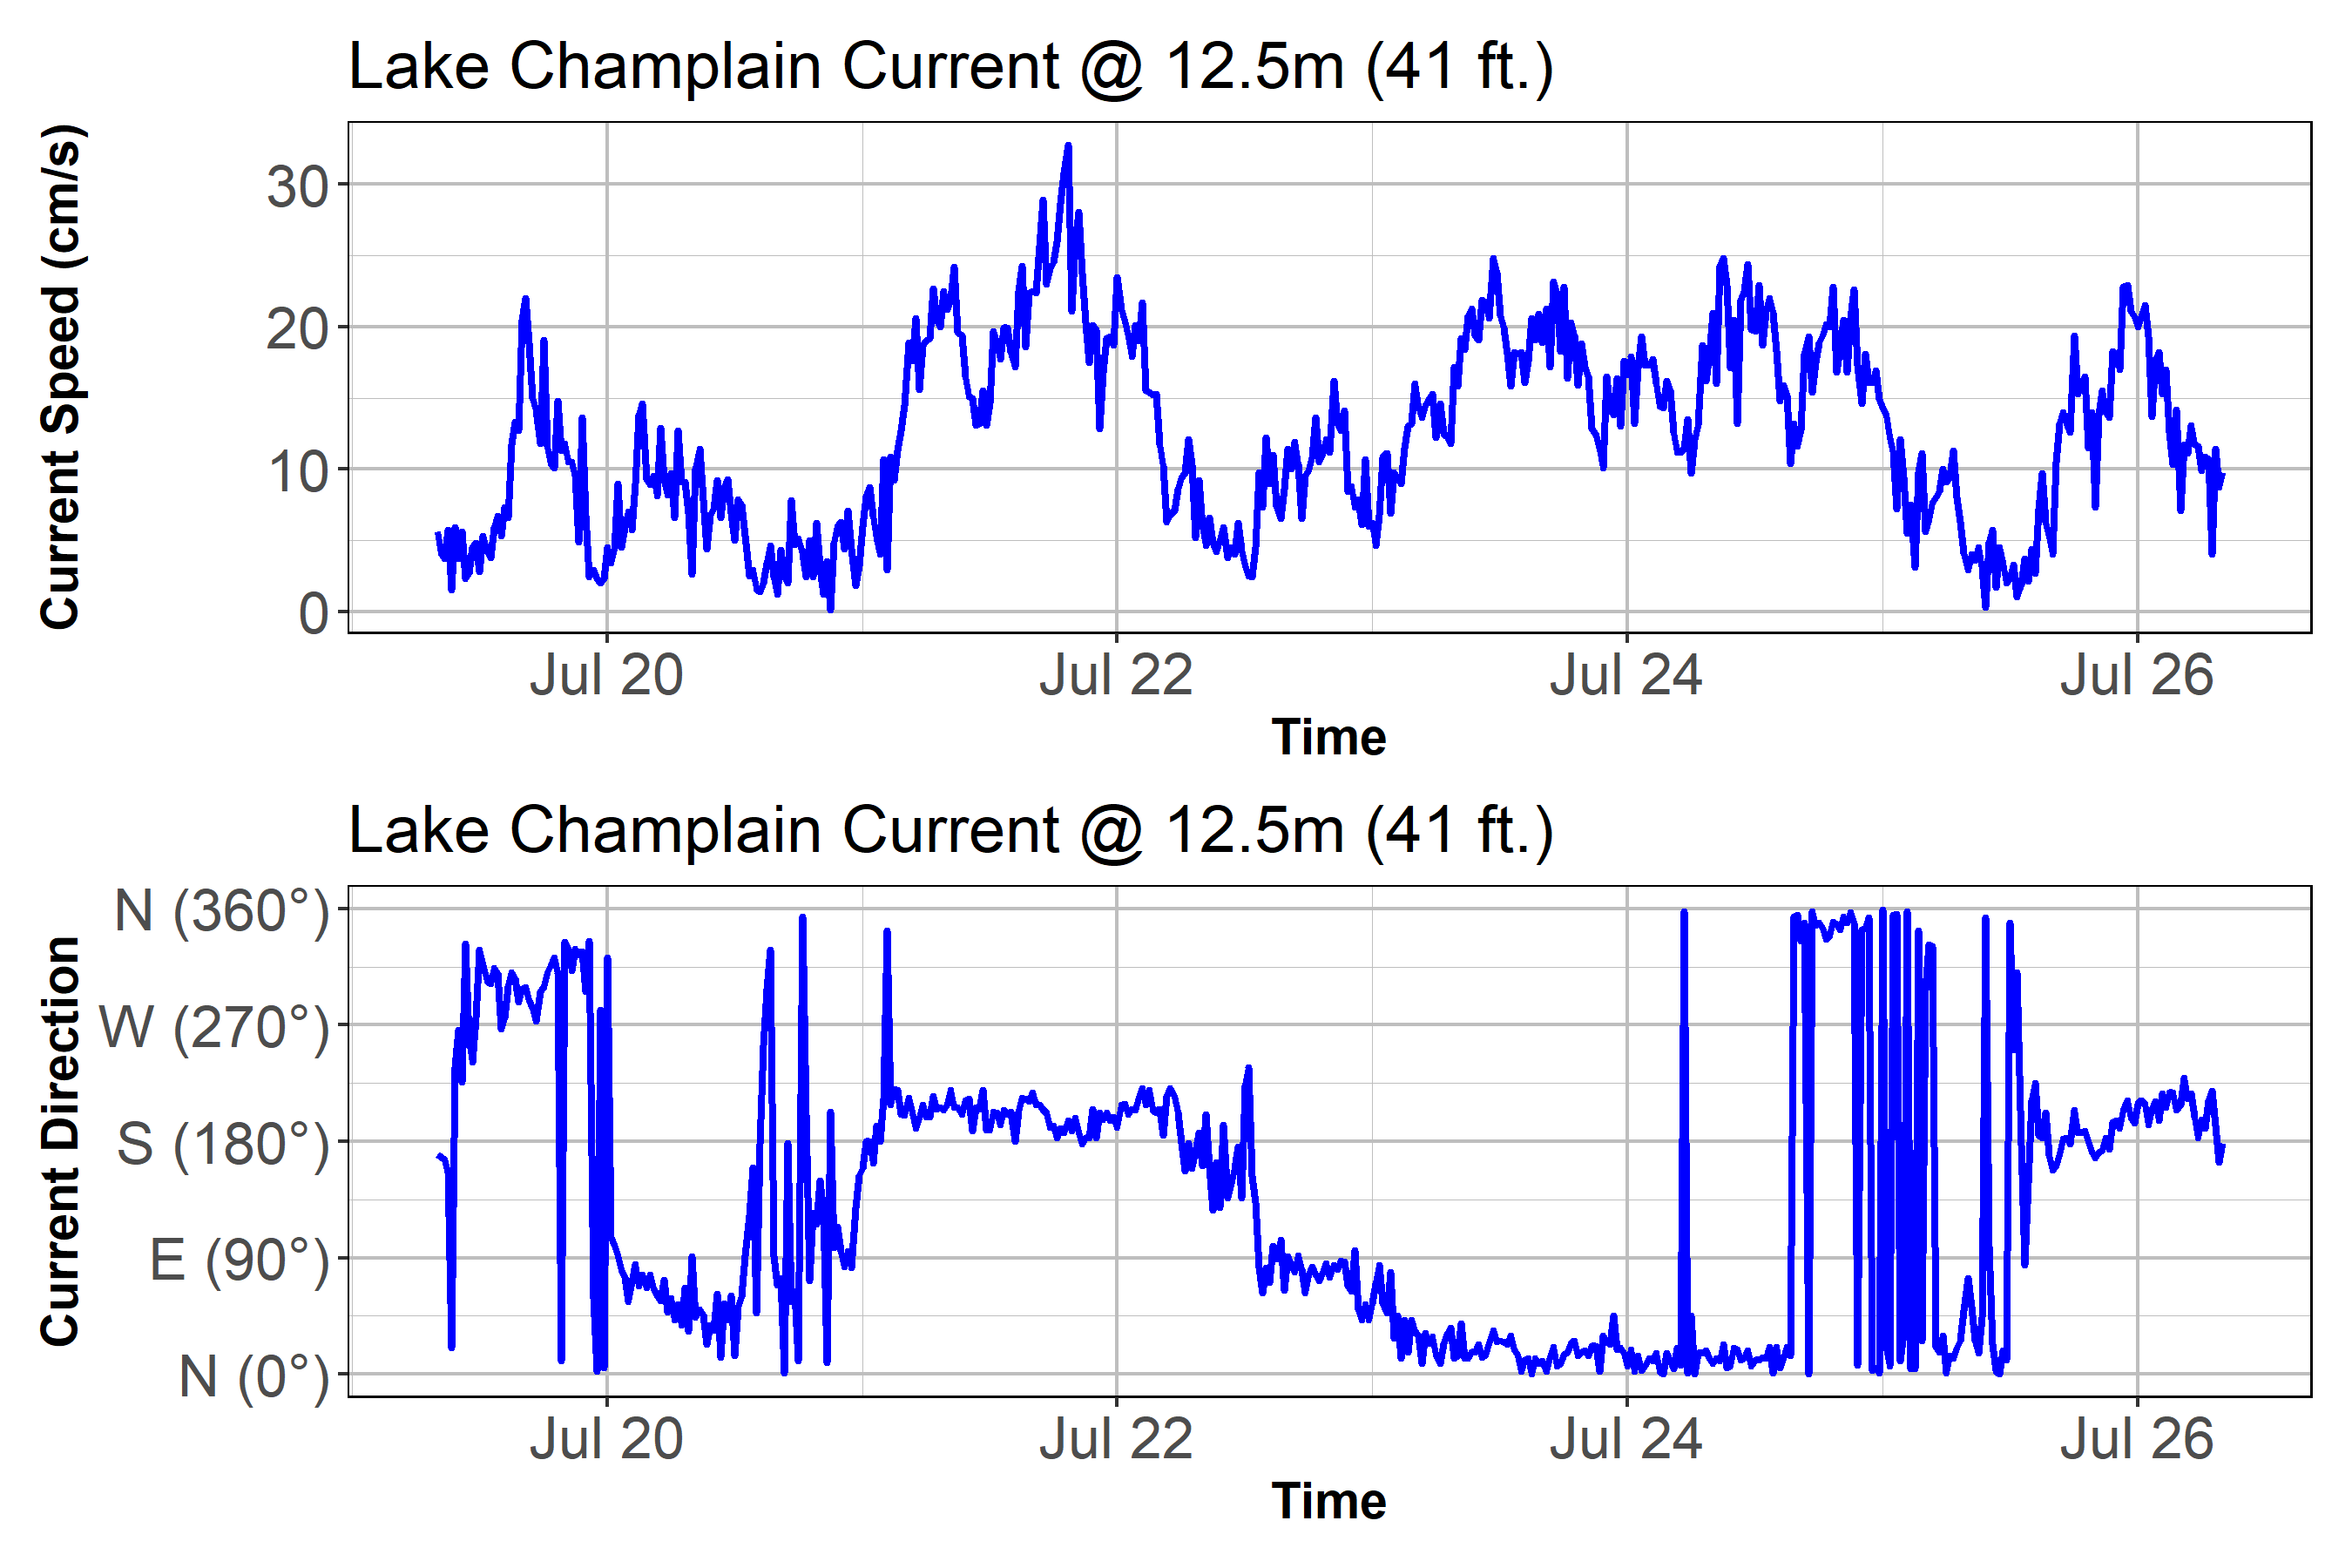 Lake Champlain Current @ 12.5m (41 ft.)
Current Speed (cm/s)
30
20
10
0
Jul 20 Jul 22 Jul 24 Jul 26
Time
Lake Champlain Current @ 12.5m (41 ft.)
Current Direction
N (360°)
W (270°)
S (180°)
E (90°)
N (0°)
Jul 20 Jul 22 Jul 24 Jul 26
Time